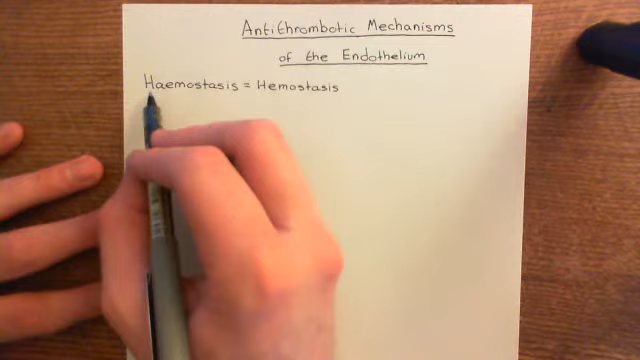 Antithrombotic Mechanisms
of the Endothelium
Haemostasis = Hemostasis